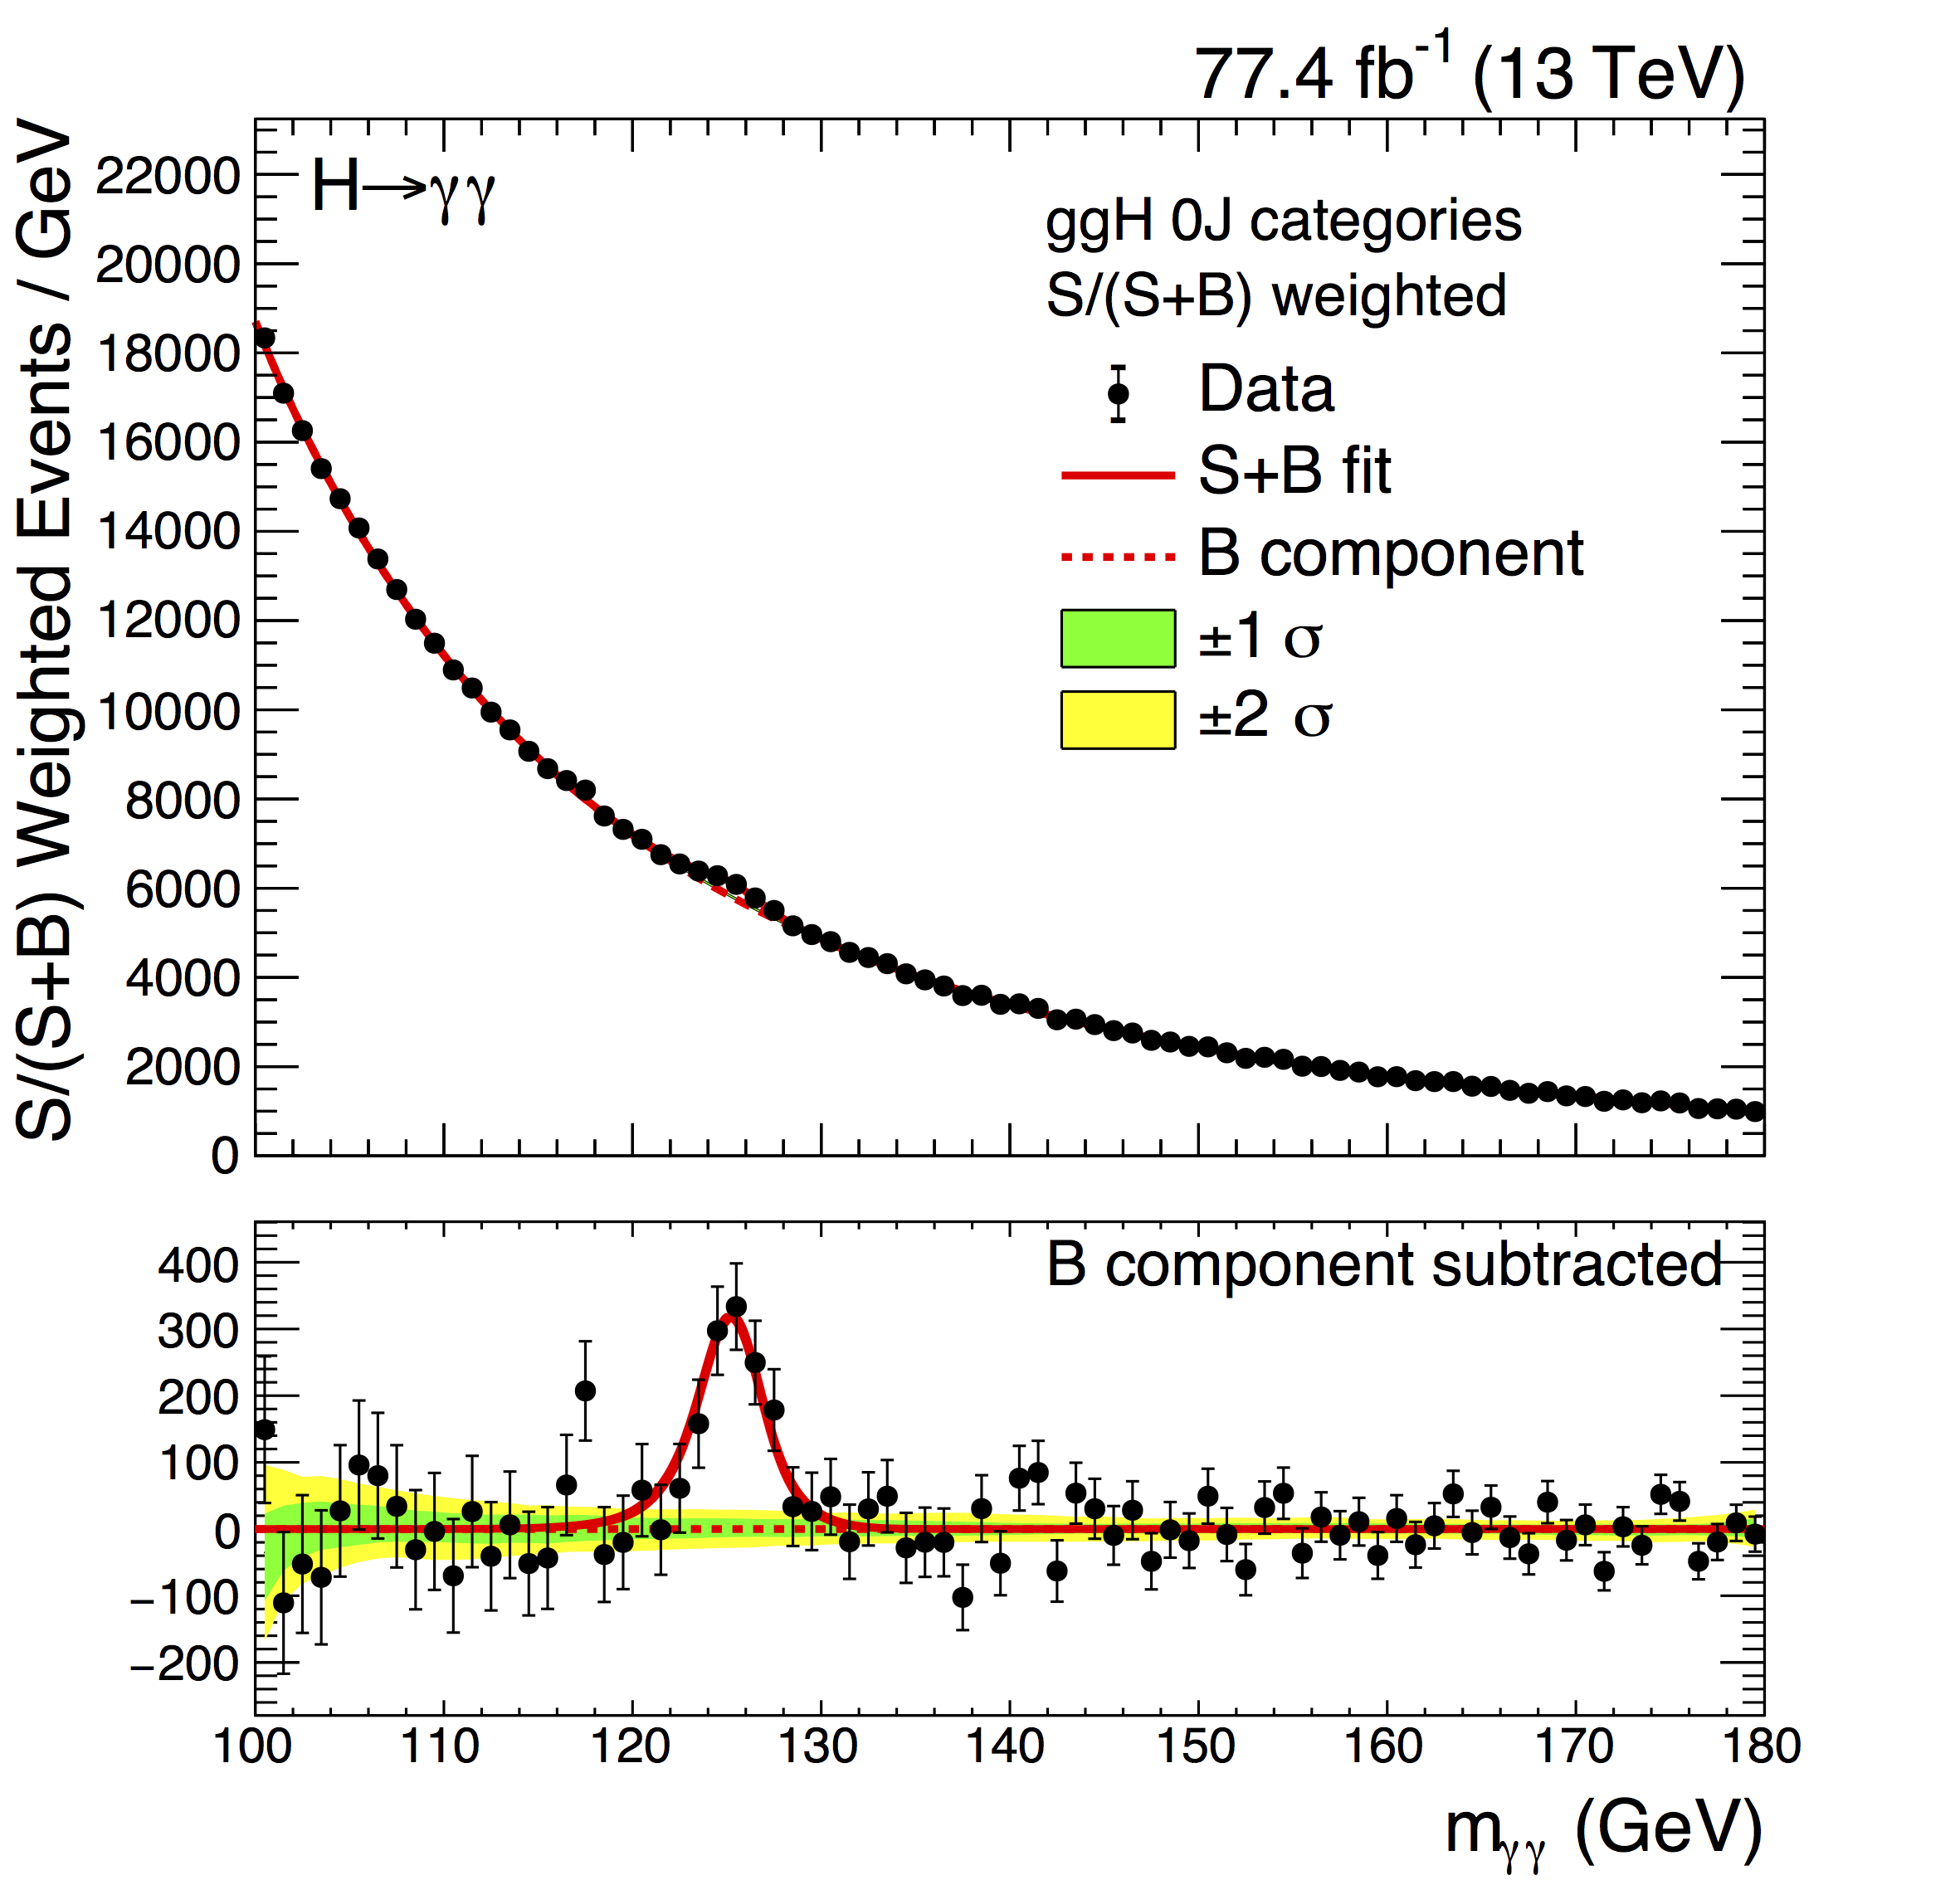 77.4 fb⁻¹ (13 TeV)
S/(S+B) Weighted Events / GeV
H→γγ
ggH 0J categories
S/(S+B) weighted
Data
S+B fit
B component
±1 σ
±2 σ
22000
20000
18000
16000
14000
12000
10000
8000
6000
4000
2000
0
B component subtracted
400
300
200
100
0
−100
−200
100 110 120 130 140 150 160 170 180
mγγ (GeV)